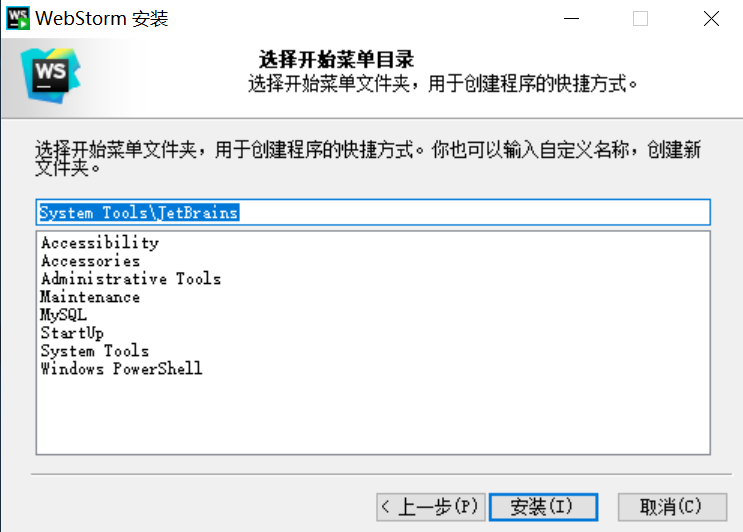 WebStorm 安装
WS
选择开始菜单目录
选择开始菜单文件夹，用于创建程序的快捷方式。
选择开始菜单文件夹，用于创建程序的快捷方式。你也可以输入自定义名称，创建新
文件夹。
System Tools\JetBrains
Accessibility
Accessories
Administrative Tools
Maintenance
MySQL
StartUp
System Tools
Windows PowerShell
< 上一步(P) 安装(I) 取消(C)